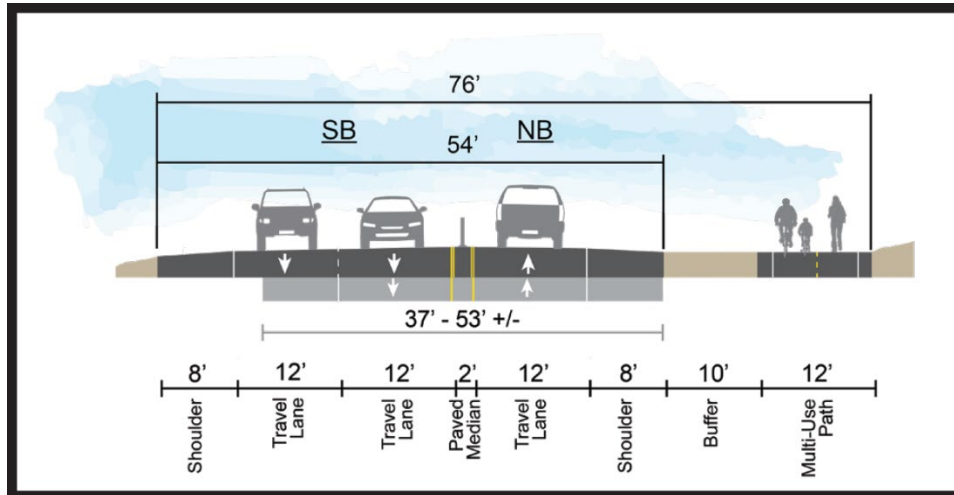 76’
SB
NB
54’
37’ - 53’ +/-
8’
12’
12’
2’
12’
8’
10’
12’
Shoulder
Travel
Lane
Travel
Lane
Paved
Median
Travel
Lane
Shoulder
Buffer
Multi-Use
Path